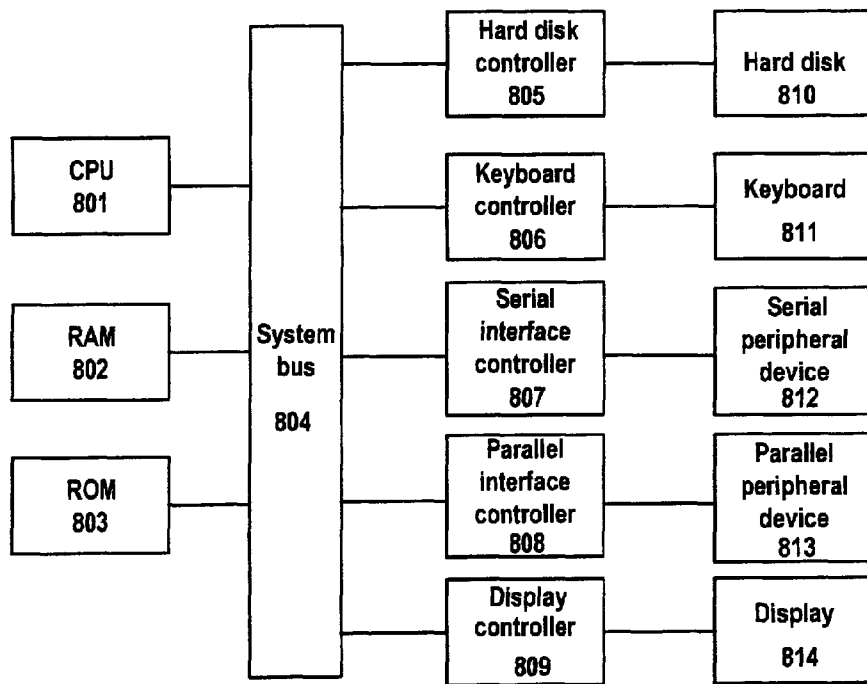 CPU
801
RAM
802
ROM
803
System
bus
804
Hard disk
controller
805
Hard disk
810
Keyboard
controller
806
Keyboard
811
Serial
interface
controller
807
Serial
peripheral
device
812
Parallel
interface
controller
808
Parallel
peripheral
device
813
Display
controller
809
Display
814